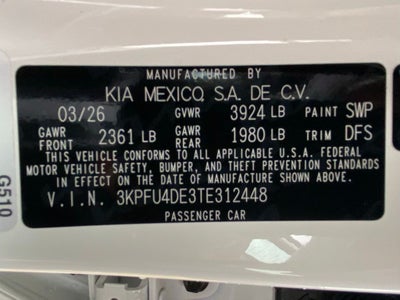 MANUFACTURED BY
KIA MEXICO, S.A. DE C.V.
03/26 GVWR 3924 LB PAINT SWP
GAWR FRONT 2361 LB GAWR REAR 1980 LB TRIM DFS
THIS VEHICLE CONFORMS TO ALL APPLICABLE U.S.A. FEDERAL
MOTOR VEHICLE SAFETY, BUMPER, AND THEFT PREVENTION STANDARDS
IN EFFECT ON THE DATE OF MANUFACTURE SHOWN ABOVE.
V.I.N. 3KPFU4DE3TE312448
PASSENGER CAR
G510